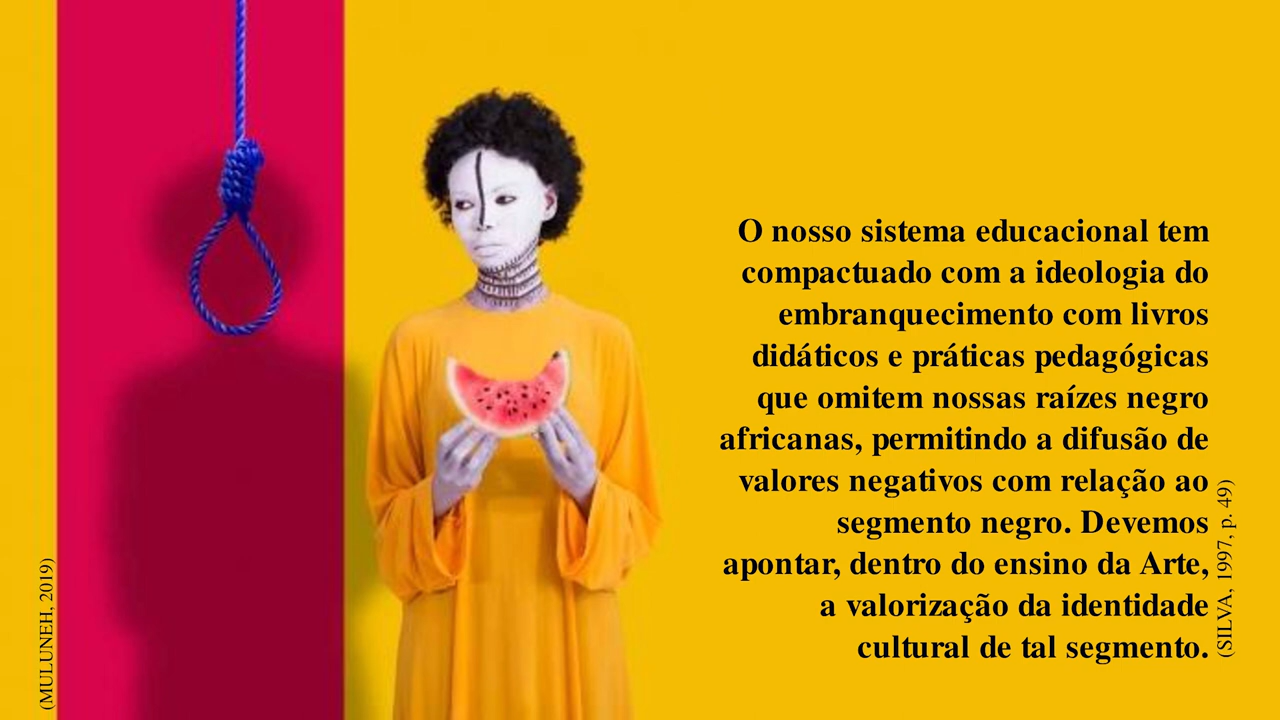 O nosso sistema educacional tem
compactuado com a ideologia do
embranquecimento com livros
didáticos e práticas pedagógicas
que omitem nossas raízes negro
africanas, permitindo a difusão de
valores negativos com relação ao
segmento negro. Devemos
apontar, dentro do ensino da Arte,
a valorização da identidade
cultural de tal segmento.
(SILVA, 1997, p. 49)
(MULUNEH, 2019)